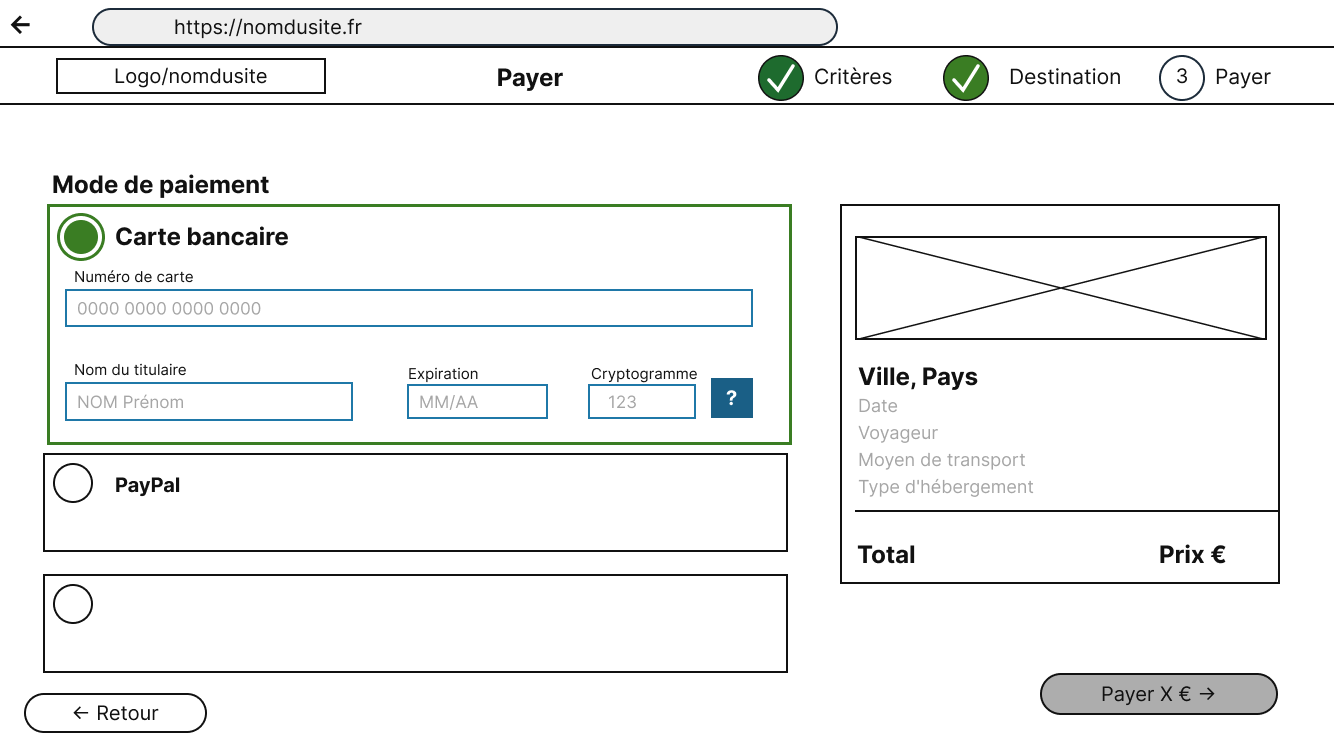 https://nomdusite.fr
Logo/nomdusite
Payer
Critères
Destination
3
Payer
Mode de paiement
Carte bancaire
Numéro de carte
0000 0000 0000 0000
Nom du titulaire
Expiration
Cryptogramme
NOM Prénom
MM/AA
123
?
PayPal
← Retour
Ville, Pays
Date
Voyageur
Moyen de transport
Type d'hébergement
Total
Prix €
Payer X € →